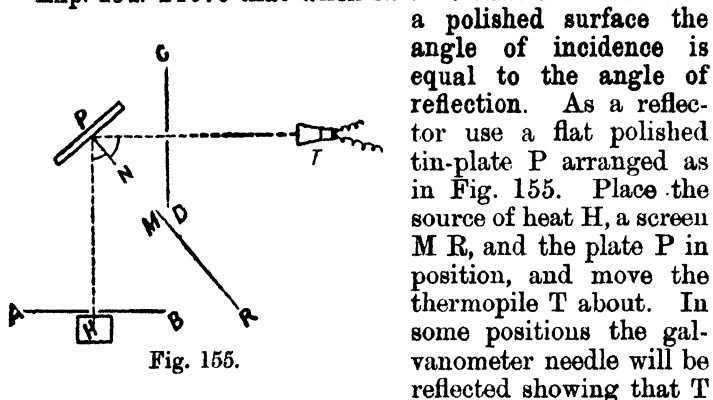 that when
a polished surface the
angle of incidence is
equal to the angle of
reflection. As a reflec-
tor use a flat polished
tin-plate P arranged as
in Fig. 155. Place the
source of heat H, a screen
M R, and the plate P in
position, and move the
thermopile T about. In
some positions the gal-
vanometer needle will be
reflected showing that T
C
P
N
T
M D
A
H
B
R
Fig. 155.